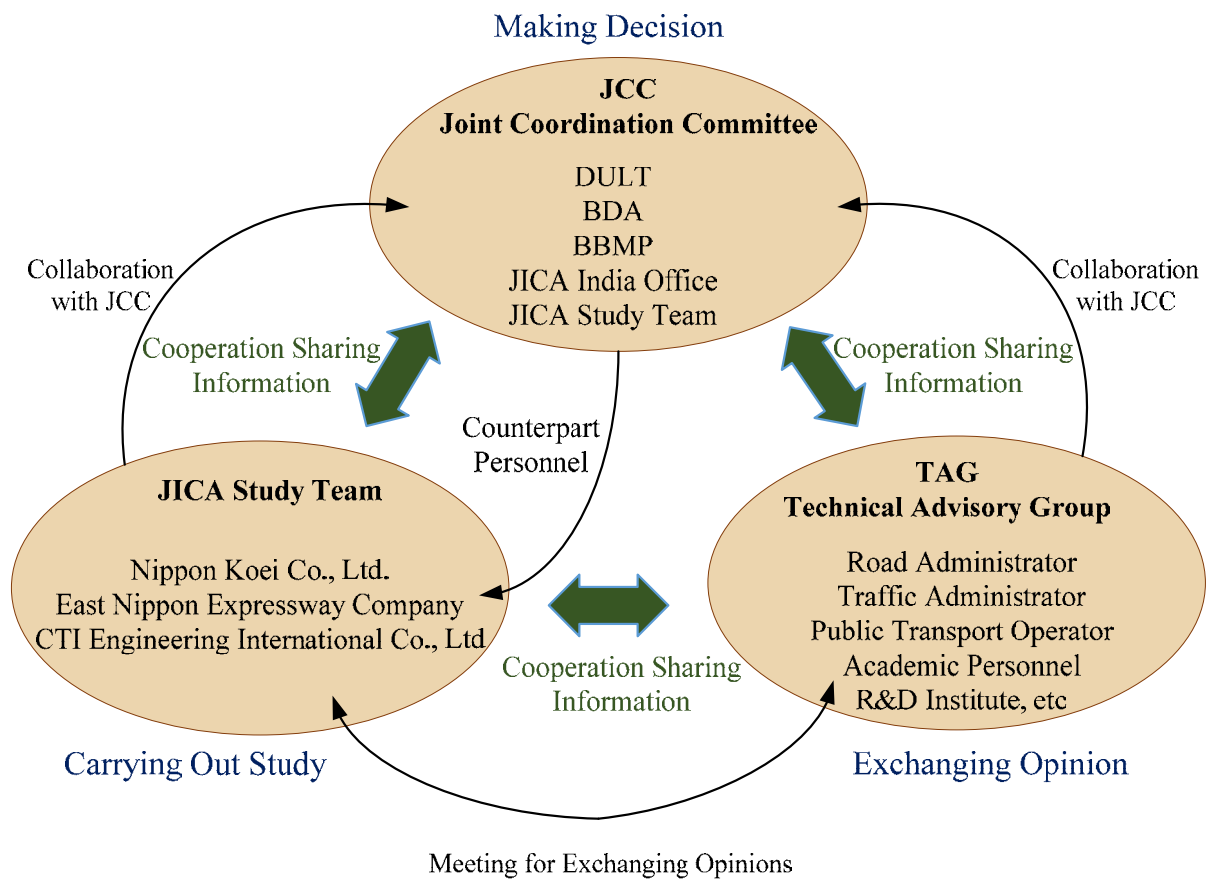 Making Decision
JCC
Joint Coordination Committee
DULT
BDA
BBMP
JICA India Office
JICA Study Team
Collaboration
with JCC
Collaboration
with JCC
Cooperation Sharing
Information
Cooperation Sharing
Information
Counterpart
Personnel
JICA Study Team
Nippon Koei Co., Ltd.
East Nippon Expressway Company
CTI Engineering International Co., Ltd
TAG
Technical Advisory Group
Road Administrator
Traffic Administrator
Public Transport Operator
Academic Personnel
R&D Institute, etc
Cooperation Sharing
Information
Carrying Out Study
Exchanging Opinion
Meeting for Exchanging Opinions